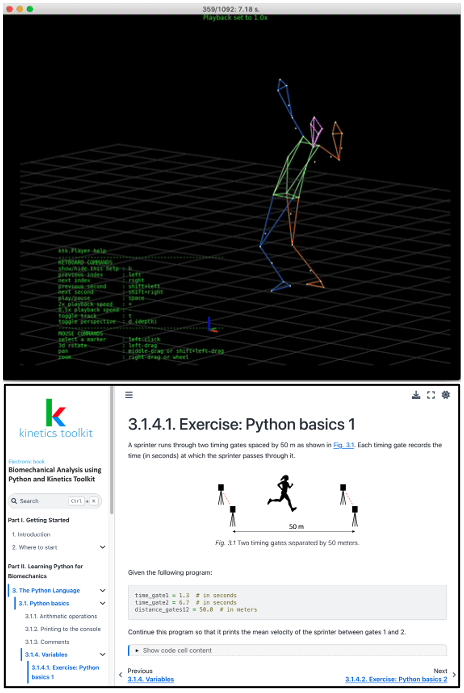 359/1092: 7.18 s.
Playback set to 1.0x
ktk.Player help
KEYBOARD COMMANDS
show/hide this help : h
previous index : left
next index : right
previous second : shift+left
next second : shift+right
play/pause : space
2x playback speed : +
0.5x playback speed : -
toggle track : t
toggle perspective : d (depth)
MOUSE COMMANDS
select a marker : left-click
3d rotate : left-drag
pan : middle-drag or shift+left-drag
zoom : right-drag or wheel
k
kinetics toolkit
Electronic book
Biomechanical Analysis using
Python and Kinetics Toolkit
Search Ctrl + K
Part I. Getting Started
1. Introduction
2. Where to start
Part II. Learning Python for
Biomechanics
3. The Python Language
3.1. Python basics
3.1.1. Arithmetic operations
3.1.2. Printing to the console
3.1.3. Comments
3.1.4. Variables
3.1.4.1. Exercise: Python
basics 1
3.1.4.1. Exercise: Python basics 1
A sprinter runs through two timing gates spaced by 50 m as shown in Fig. 3.1. Each timing gate records the
time (in seconds) at which the sprinter passes through it.
50 m
Fig. 3.1 Two timing gates separated by 50 meters.
Given the following program:
time_gate1 = 1.3 # in seconds
time_gate2 = 6.7 # in seconds
distance_gates12 = 50.0 # in meters
Continue this program so that it prints the mean velocity of the sprinter between gates 1 and 2.
Show code cell content
Previous
3.1.4. Variables
Next
3.1.4.2. Exercise: Python basics 2